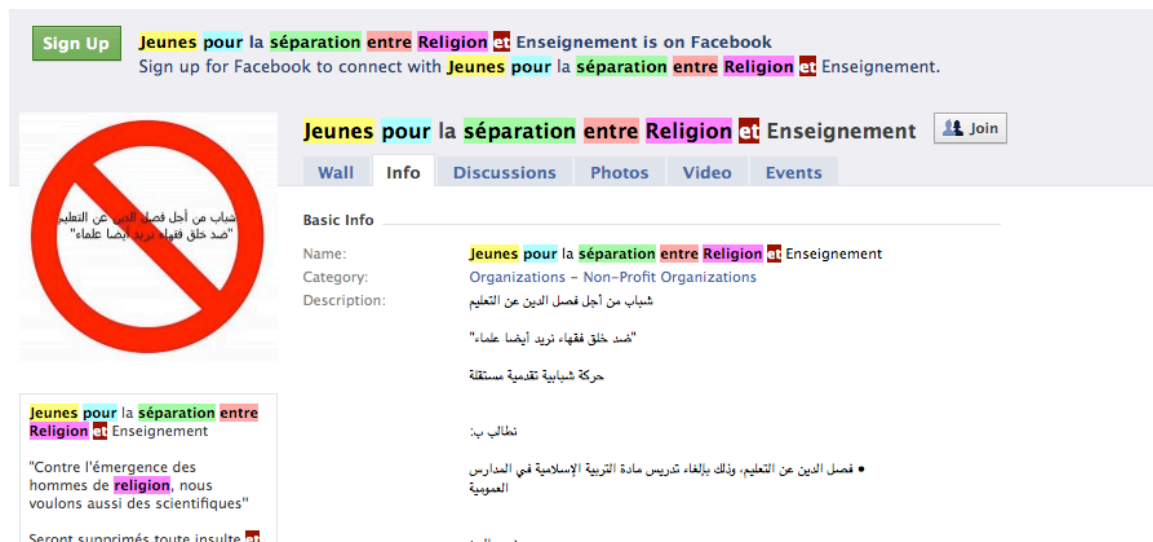 Sign Up
Jeunes pour la séparation entre Religion et Enseignement is on Facebook
Sign up for Facebook to connect with Jeunes pour la séparation entre Religion et Enseignement.
Jeunes pour la séparation entre Religion et Enseignement
Join
Wall Info Discussions Photos Video Events
شباب من أجل فصل الدين عن التعليم
"ضد خلق فقهاء نريد أيضا علماء"
Basic Info
Name: Jeunes pour la séparation entre Religion et Enseignement
Category: Organizations – Non-Profit Organizations
Description: شباب من أجل فصل الدين عن التعليم
"ضد خلق فقهاء نريد أيضا علماء"
حركة شبابية تقدمية مستقلة
نطالب ب:
• فصل الدين عن التعليم، وذلك بإلغاء تدريس مادة التربية الإسلامية في المدارس
العمومية
Jeunes pour la séparation entre
Religion et Enseignement
"Contre l'émergence des
hommes de religion, nous
voulons aussi des scientifiques"
Seront supprimés toute insulte et